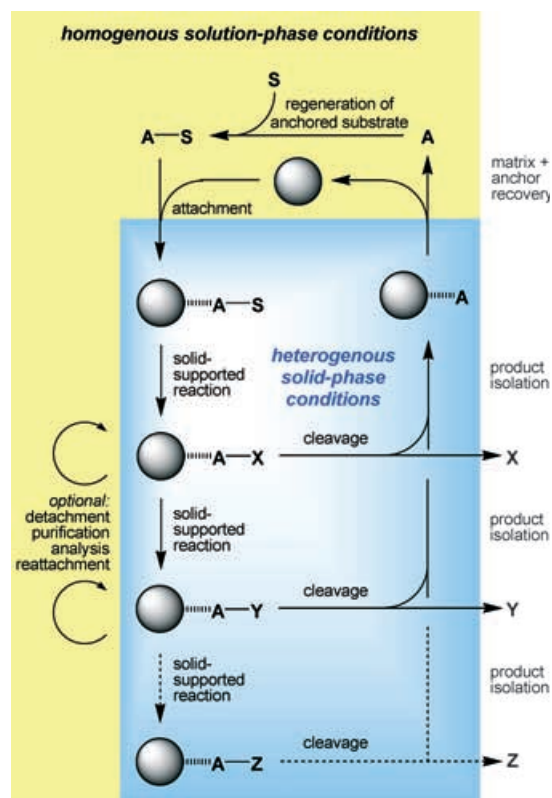 homogenous solution-phase conditions
S
regeneration of
anchored substrate
A—S
A
matrix +
anchor
recovery
attachment
A—S
A
heterogenous
solid-phase
conditions
solid-
supported
reaction
product
isolation
A—X
cleavage
X
optional:
detachment
purification
analysis
reattachment
solid-
supported
reaction
product
isolation
A—Y
cleavage
Y
solid-
supported
reaction
product
isolation
A—Z
cleavage
Z